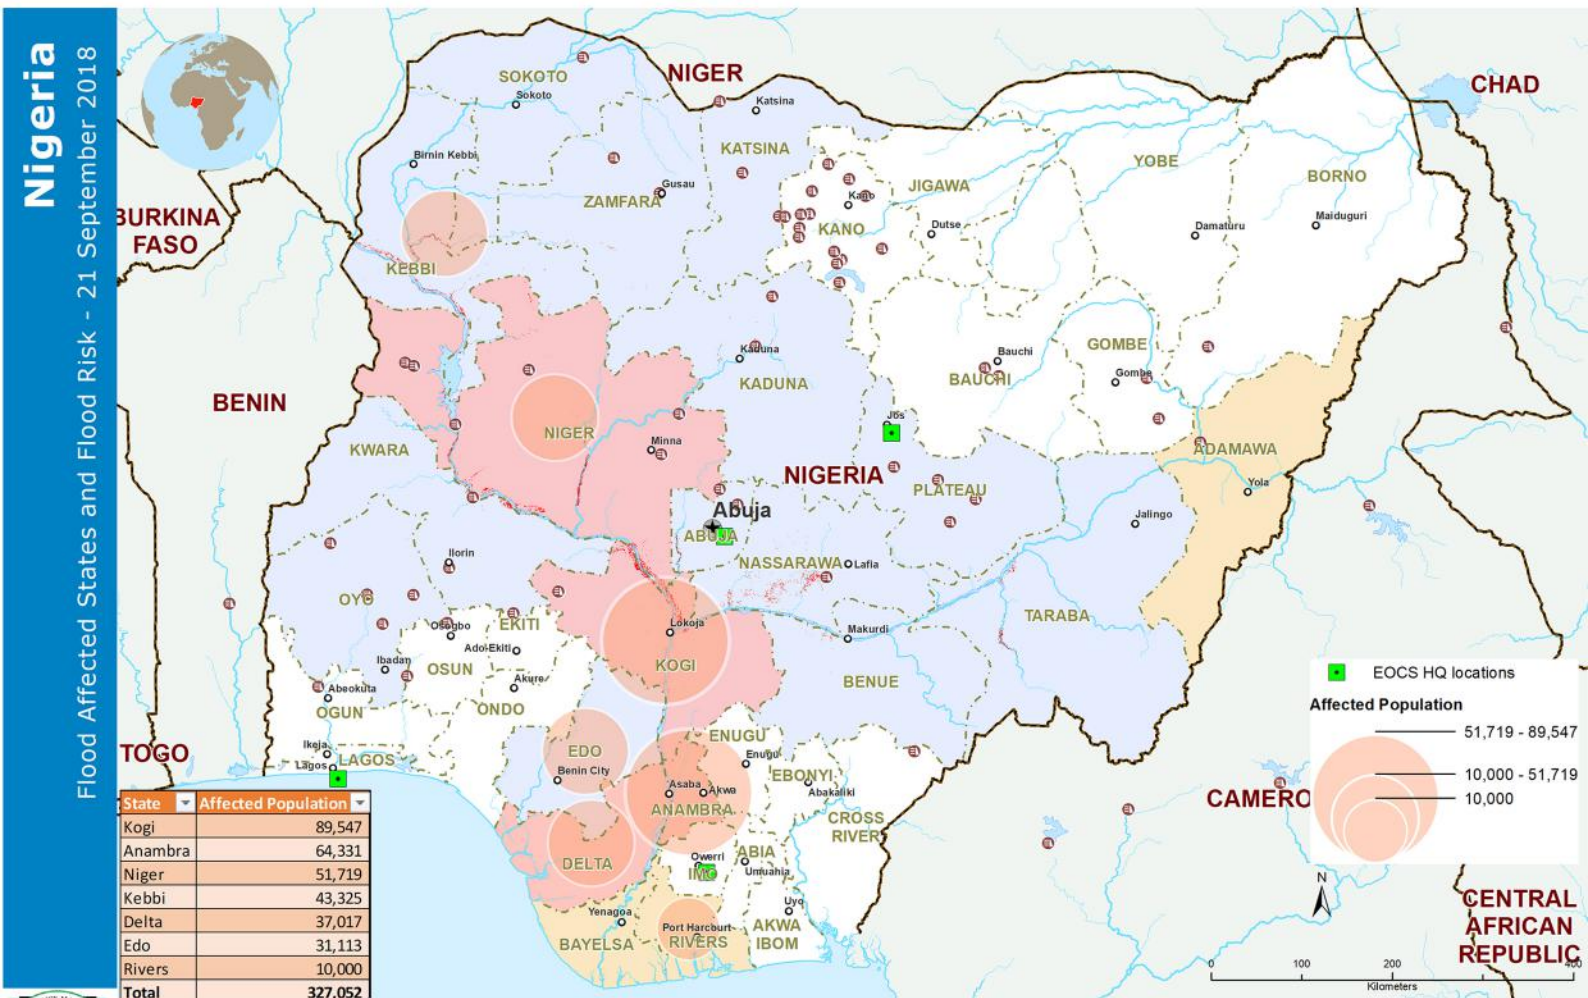 Nigeria
Flood Affected States and Flood Risk - 21 September 2018
NIGER
CHAD
BURKINA
FASO
BENIN
TOGO
NIGERIA
CENTRAL
AFRICAN
REPUBLIC
SOKOTO
Sokoto
Katsina
KATSINA
Birnin Kebbi
Gusau
ZAMFARA
KEBBI
JIGAWA
KANO
Kano
Dutse
YOBE
BORNO
Damaturu
Maiduguri
Kaduna
KADUNA
Bauchi
BAUCHI
GOMBE
Gombe
NIGER
Minna
KWARA
Jos
PLATEAU
ADAMAWA
Yola
Jalingo
Abuja
ABUJA
NASSARAWA
Lafia
TARABA
Ilorin
OYO
Osogbo
EKITI
Ado-Ekiti
OSUN
Ibadan
Akure
ONDO
Abeokuta
OGUN
Ikeja
Lagos
LAGOS
Lokoja
KOGI
Makurdi
BENUE
EDO
Benin City
ENUGU
Enugu
EBONYI
Abakaliki
Asaba
Akwa
ANAMBRA
CROSS
RIVER
DELTA
Owerri
IMO
ABIA
Umuahia
Uyo
AKWA
IBOM
Yenagoa
BAYELSA
Port Harcourt
RIVERS
CAMERO
EOCS HQ locations
Affected Population
51,719 - 89,547
10,000 - 51,719
10,000
N
0 100 200 400
Kilometers
State Affected Population
Kogi 89,547
Anambra 64,331
Niger 51,719
Kebbi 43,325
Delta 37,017
Edo 31,113
Rivers 10,000
Total 327,052